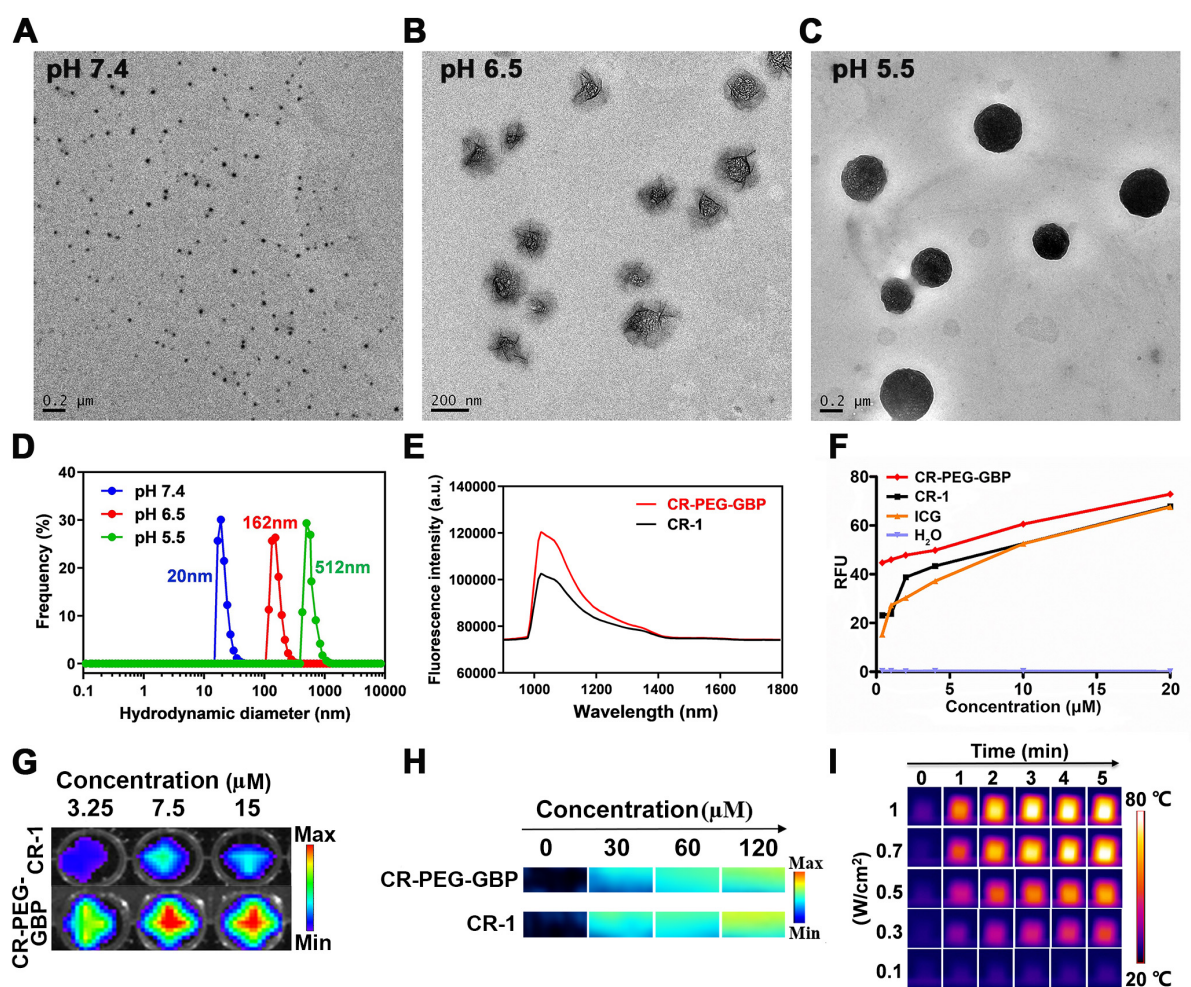 A
B
C
pH 7.4
pH 6.5
pH 5.5
0.2 μm
200 nm
0.2 μm
D
E
F
40
30
20
10
0
Frequency (%)
pH 7.4
pH 6.5
pH 5.5
20nm
162nm
512nm
0.1
1
10
100
1000
10000
Hydrodynamic diameter (nm)
140000
120000
100000
80000
60000
Fluorescence intensity (a.u.)
CR-PEG-GBP
CR-1
1000
1200
1400
1600
1800
Wavelength (nm)
80
60
40
20
0
RFU
CR-PEG-GBP
CR-1
ICG
H2O
0
5
10
15
20
Concentration (μM)
G
H
I
Concentration (μM)
3.25
7.5
15
CR-1
CR-PEG-
GBP
Max
Min
Concentration(μM)
0
30
60
120
CR-PEG-GBP
CR-1
Max
Min
Time (min)
0
1
2
3
4
5
1
0.7
0.5
0.3
0.1
(W/cm2)
80 ℃
20 ℃